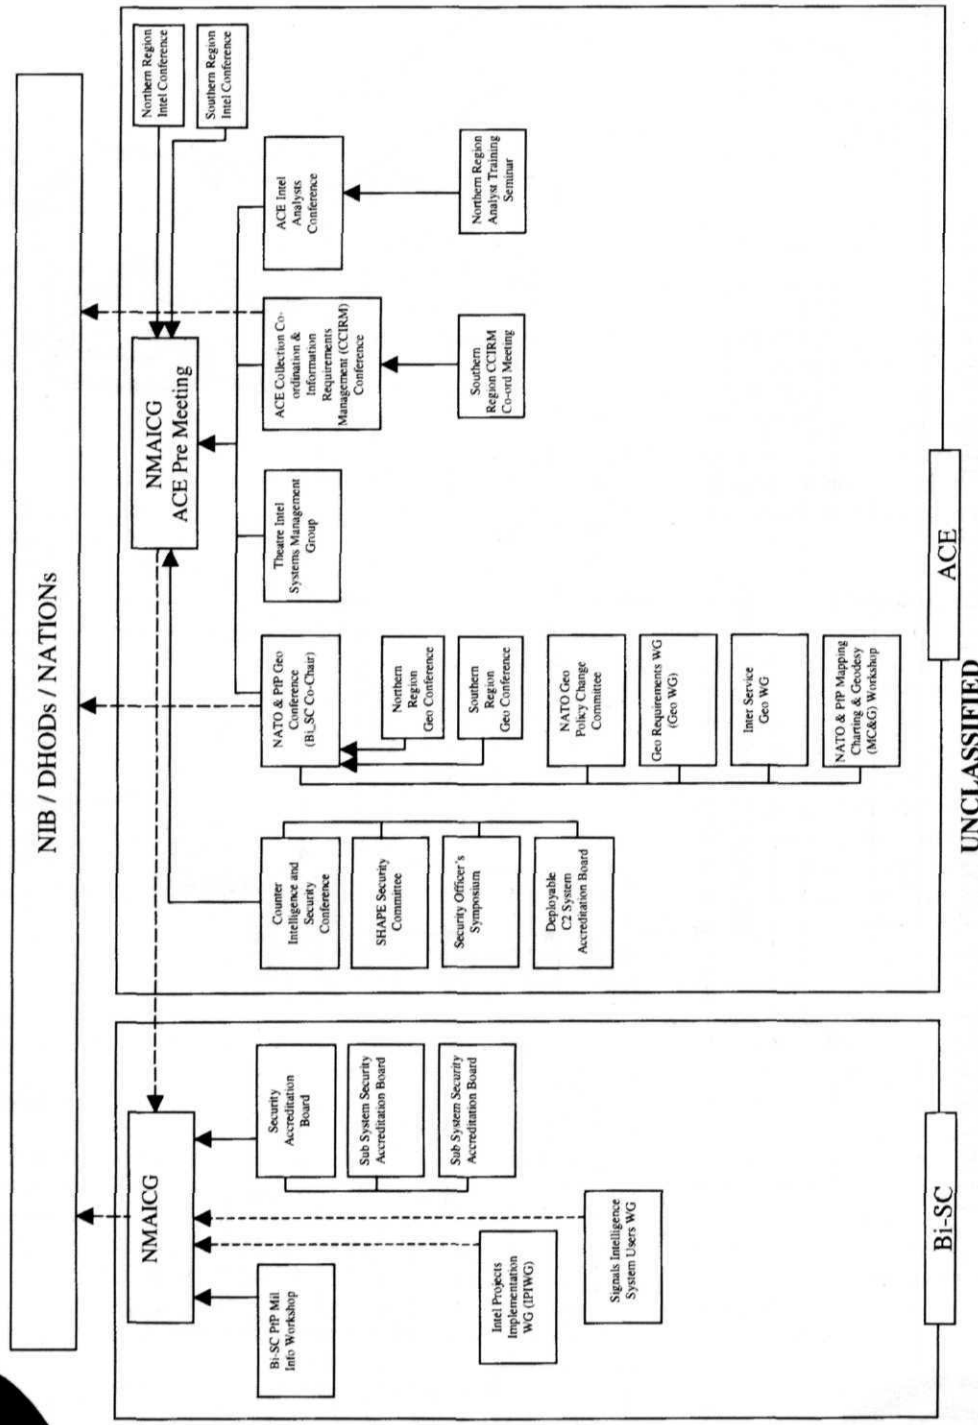 NIB / DHODs / NATIONs
NMAICG
Bi-SC PfP Mil
Info Workshop
Intel Projects
Implementation
WG (IPIWG)
Signals Intelligence
System Users WG
Security
Accreditation
Board
Sub System Security
Accreditation Board
Sub System Security
Accreditation Board
Bi-SC
NMAICG
ACE Pre Meeting
Northern Region
Intel Conference
Southern Region
Intel Conference
Counter
Intelligence and
Security
Conference
SHAPE Security
Committee
Security Officer's
Symposium
Deployable
C2 System
Accreditation Board
NATO & PfP Geo
Conference
(Bi_SC Co-Chair)
Northern
Region
Geo Conference
Southern
Region
Geo Conference
NATO Geo
Policy Change
Committee
Geo Requirements WG
(Geo WG)
Inter Service
Geo WG
NATO & PfP Mapping
Charting & Geodesy
(MC&G) Workshop
Theatre Intel
Systems Management
Group
ACE Collection Co-
ordination &
Information
Requirements
Management (CCIRM)
Conference
Southern
Region CCIRM
Co-ord Meeting
ACE Intel
Analysts
Conference
Northern Region
Analyst Training
Seminar
ACE
UNCLASSIFIED